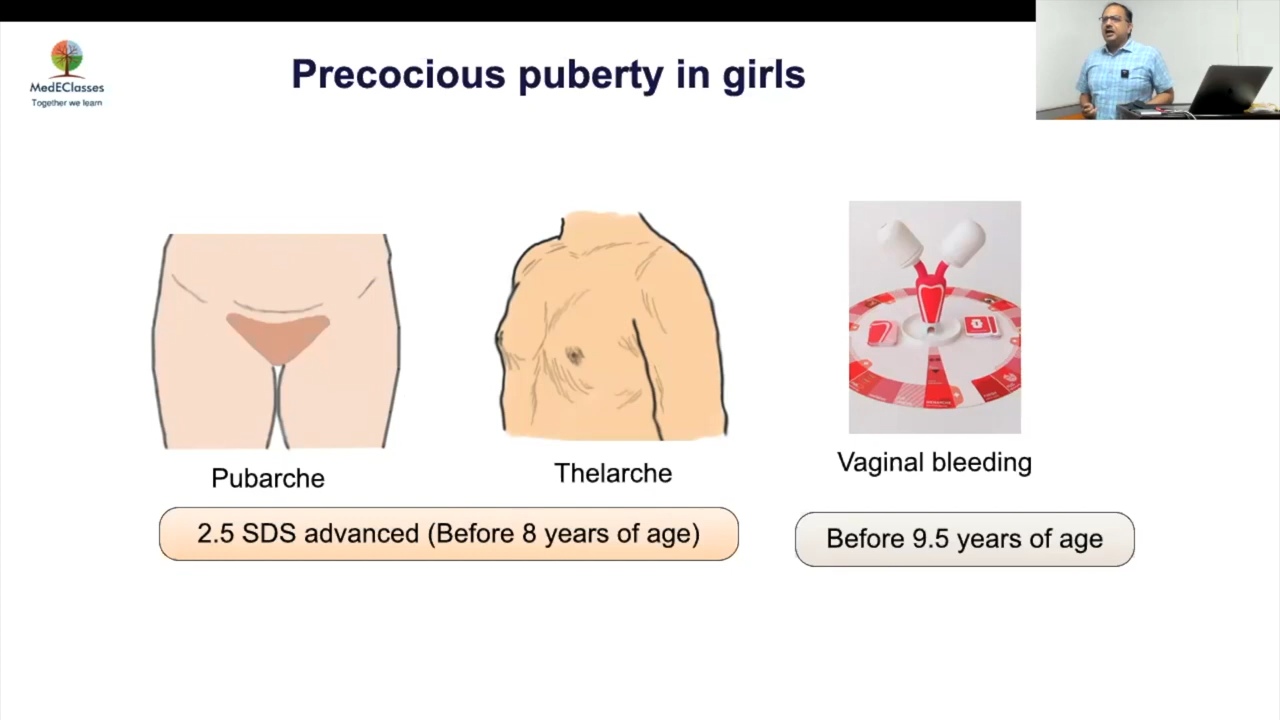 MedEClasses
Together we learn
Precocious puberty in girls
Pubarche
Thelarche
Vaginal bleeding
2.5 SDS advanced (Before 8 years of age)
Before 9.5 years of age